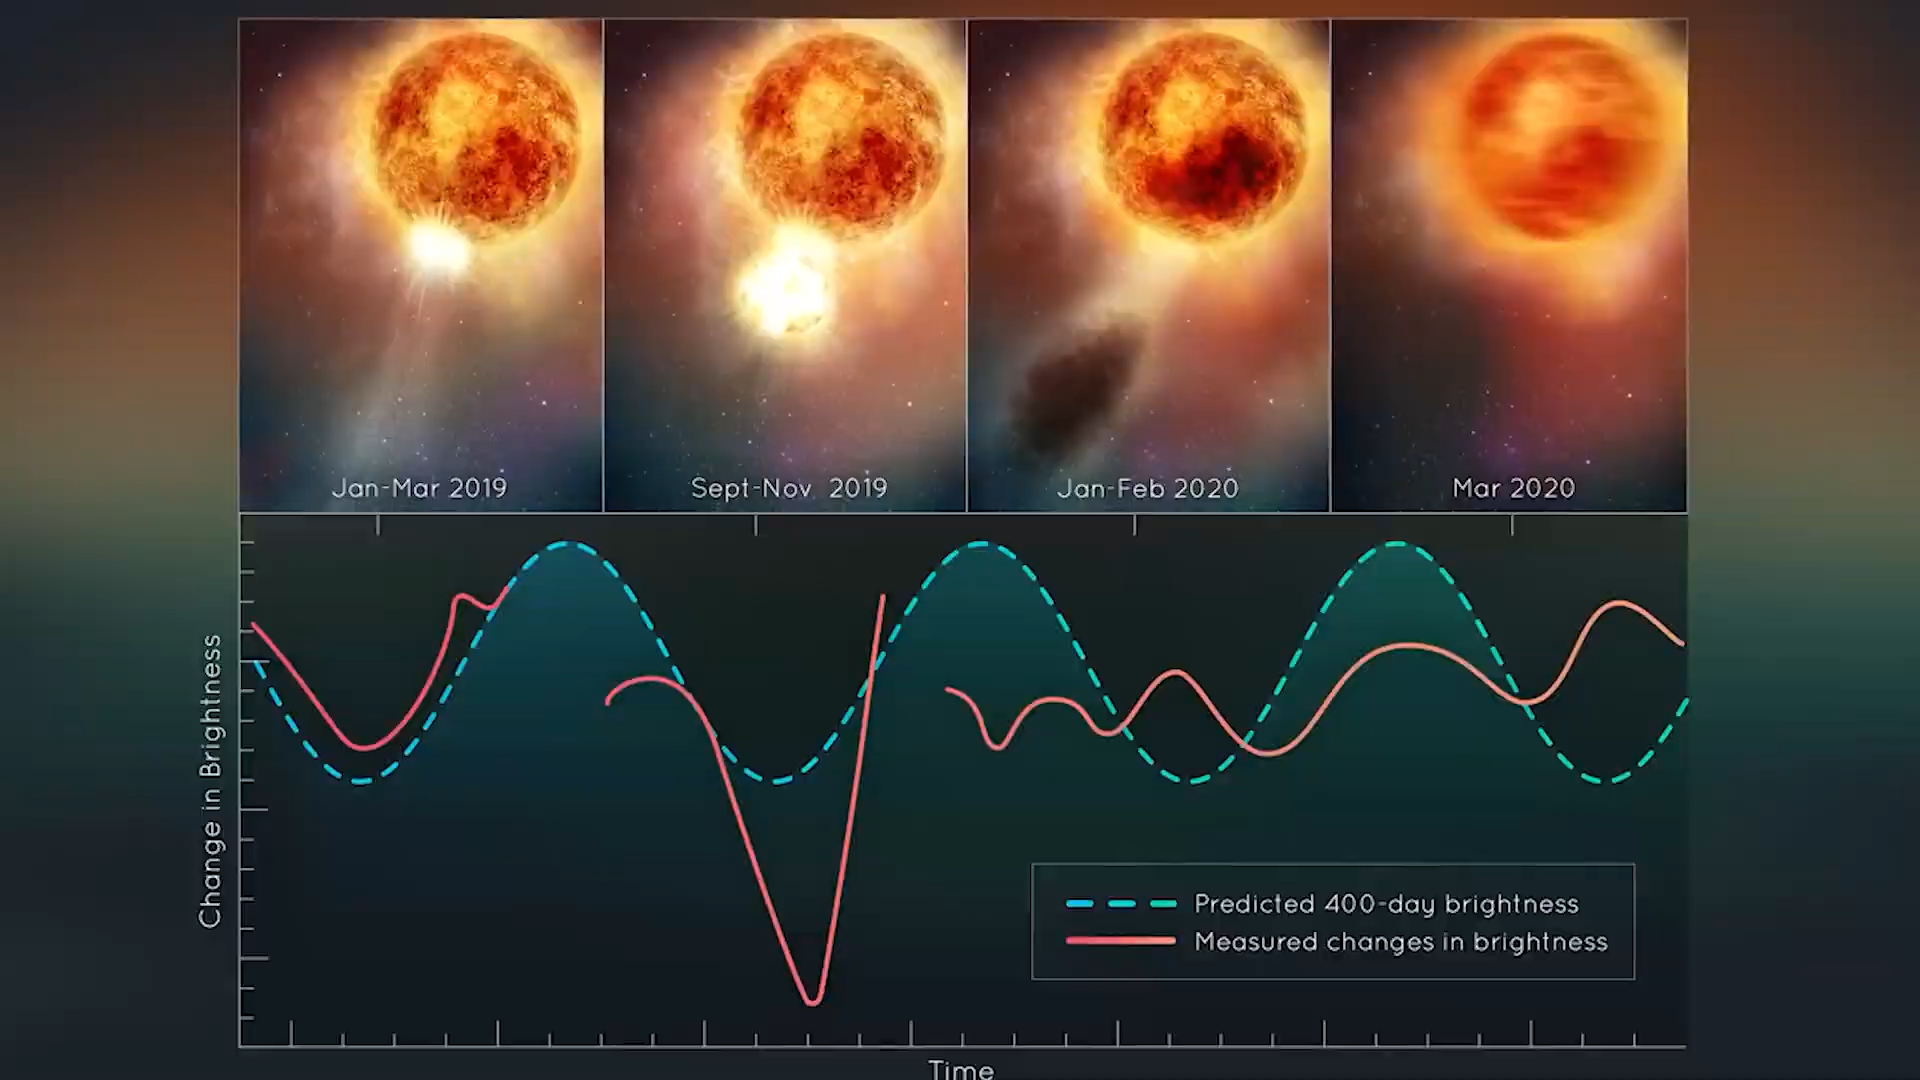 Jan-Mar 2019
Sept-Nov 2019
Jan-Feb 2020
Mar 2020
Change in Brightness
Predicted 400-day brightness
Measured changes in brightness
Time